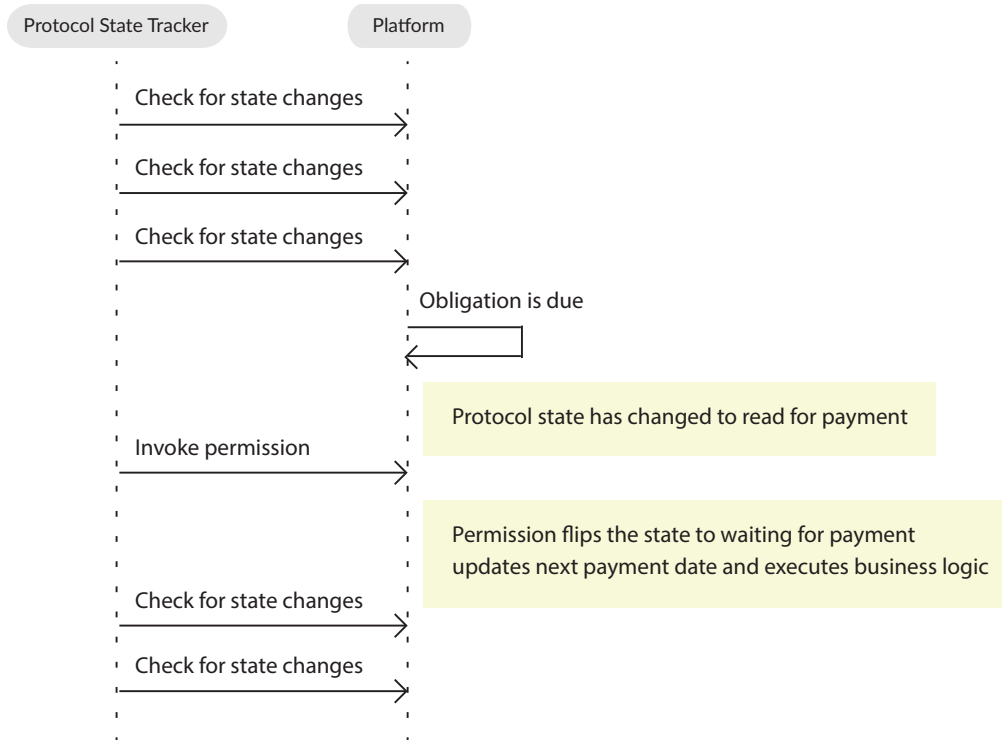 Protocol State Tracker
Platform
Check for state changes
Check for state changes
Check for state changes
Obligation is due
Protocol state has changed to read for payment
Invoke permission
Permission flips the state to waiting for payment
updates next payment date and executes business logic
Check for state changes
Check for state changes